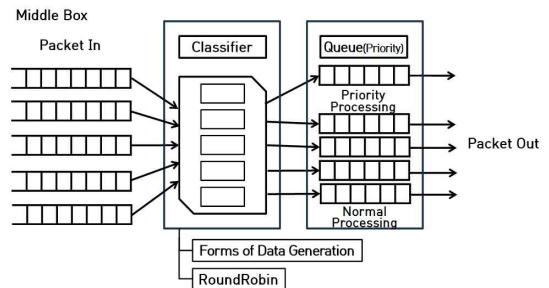 Middle Box
Packet In
Classifier
Queue(Priority)
Priority
Processing
Packet Out
Normal
Processing
Forms of Data Generation
RoundRobin